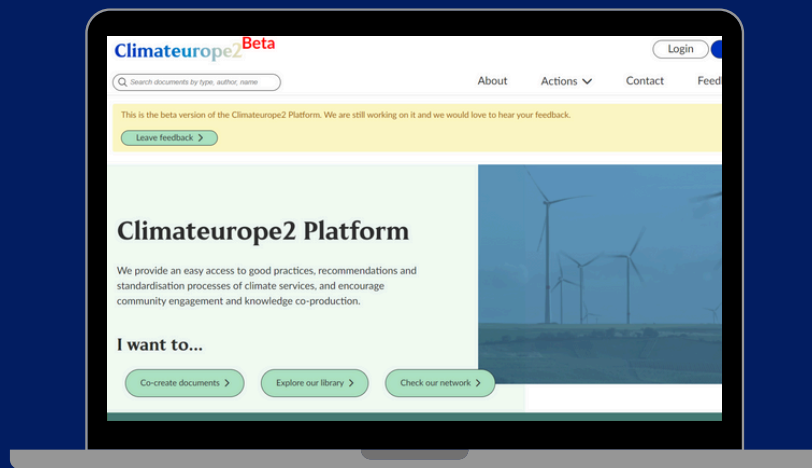 Climateurope2 Beta
Login
Search documents by type, author, name
About Actions Contact Feed
This is the beta version of the Climateurope2 Platform. We are still working on it and we would love to hear your feedback.
Leave feedback
Climateurope2 Platform
We provide an easy access to good practices, recommendations and
standardisation processes of climate services, and encourage
community engagement and knowledge co-production.
I want to...
Co-create documents Explore our library Check our network